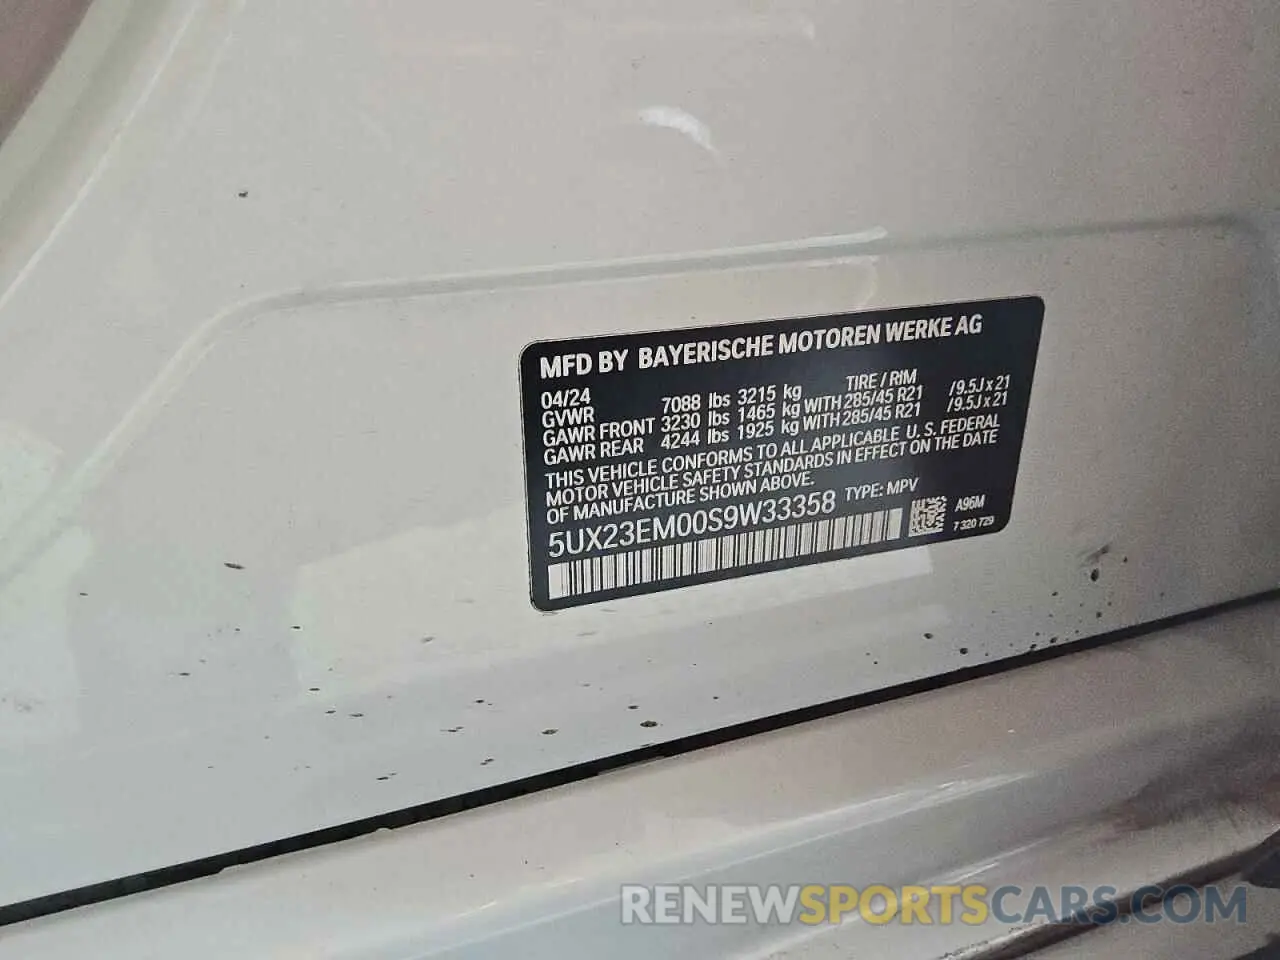 MFD BY BAYERISCHE MOTOREN WERKE AG
04/24 TIRE / RIM
GVWR 7088 lbs 3215 kg
GAWR FRONT 3230 lbs 1465 kg WITH 285/45 R21 /9.5J x 21
GAWR REAR 4244 lbs 1925 kg WITH 285/45 R21 /9.5J x 21
THIS VEHICLE CONFORMS TO ALL APPLICABLE U. S. FEDERAL
MOTOR VEHICLE SAFETY STANDARDS IN EFFECT ON THE DATE
OF MANUFACTURE SHOWN ABOVE.
5UX23EM00S9W33358 TYPE: MPV
A96M
7 320 729
RENEWSPORTSCARS.COM